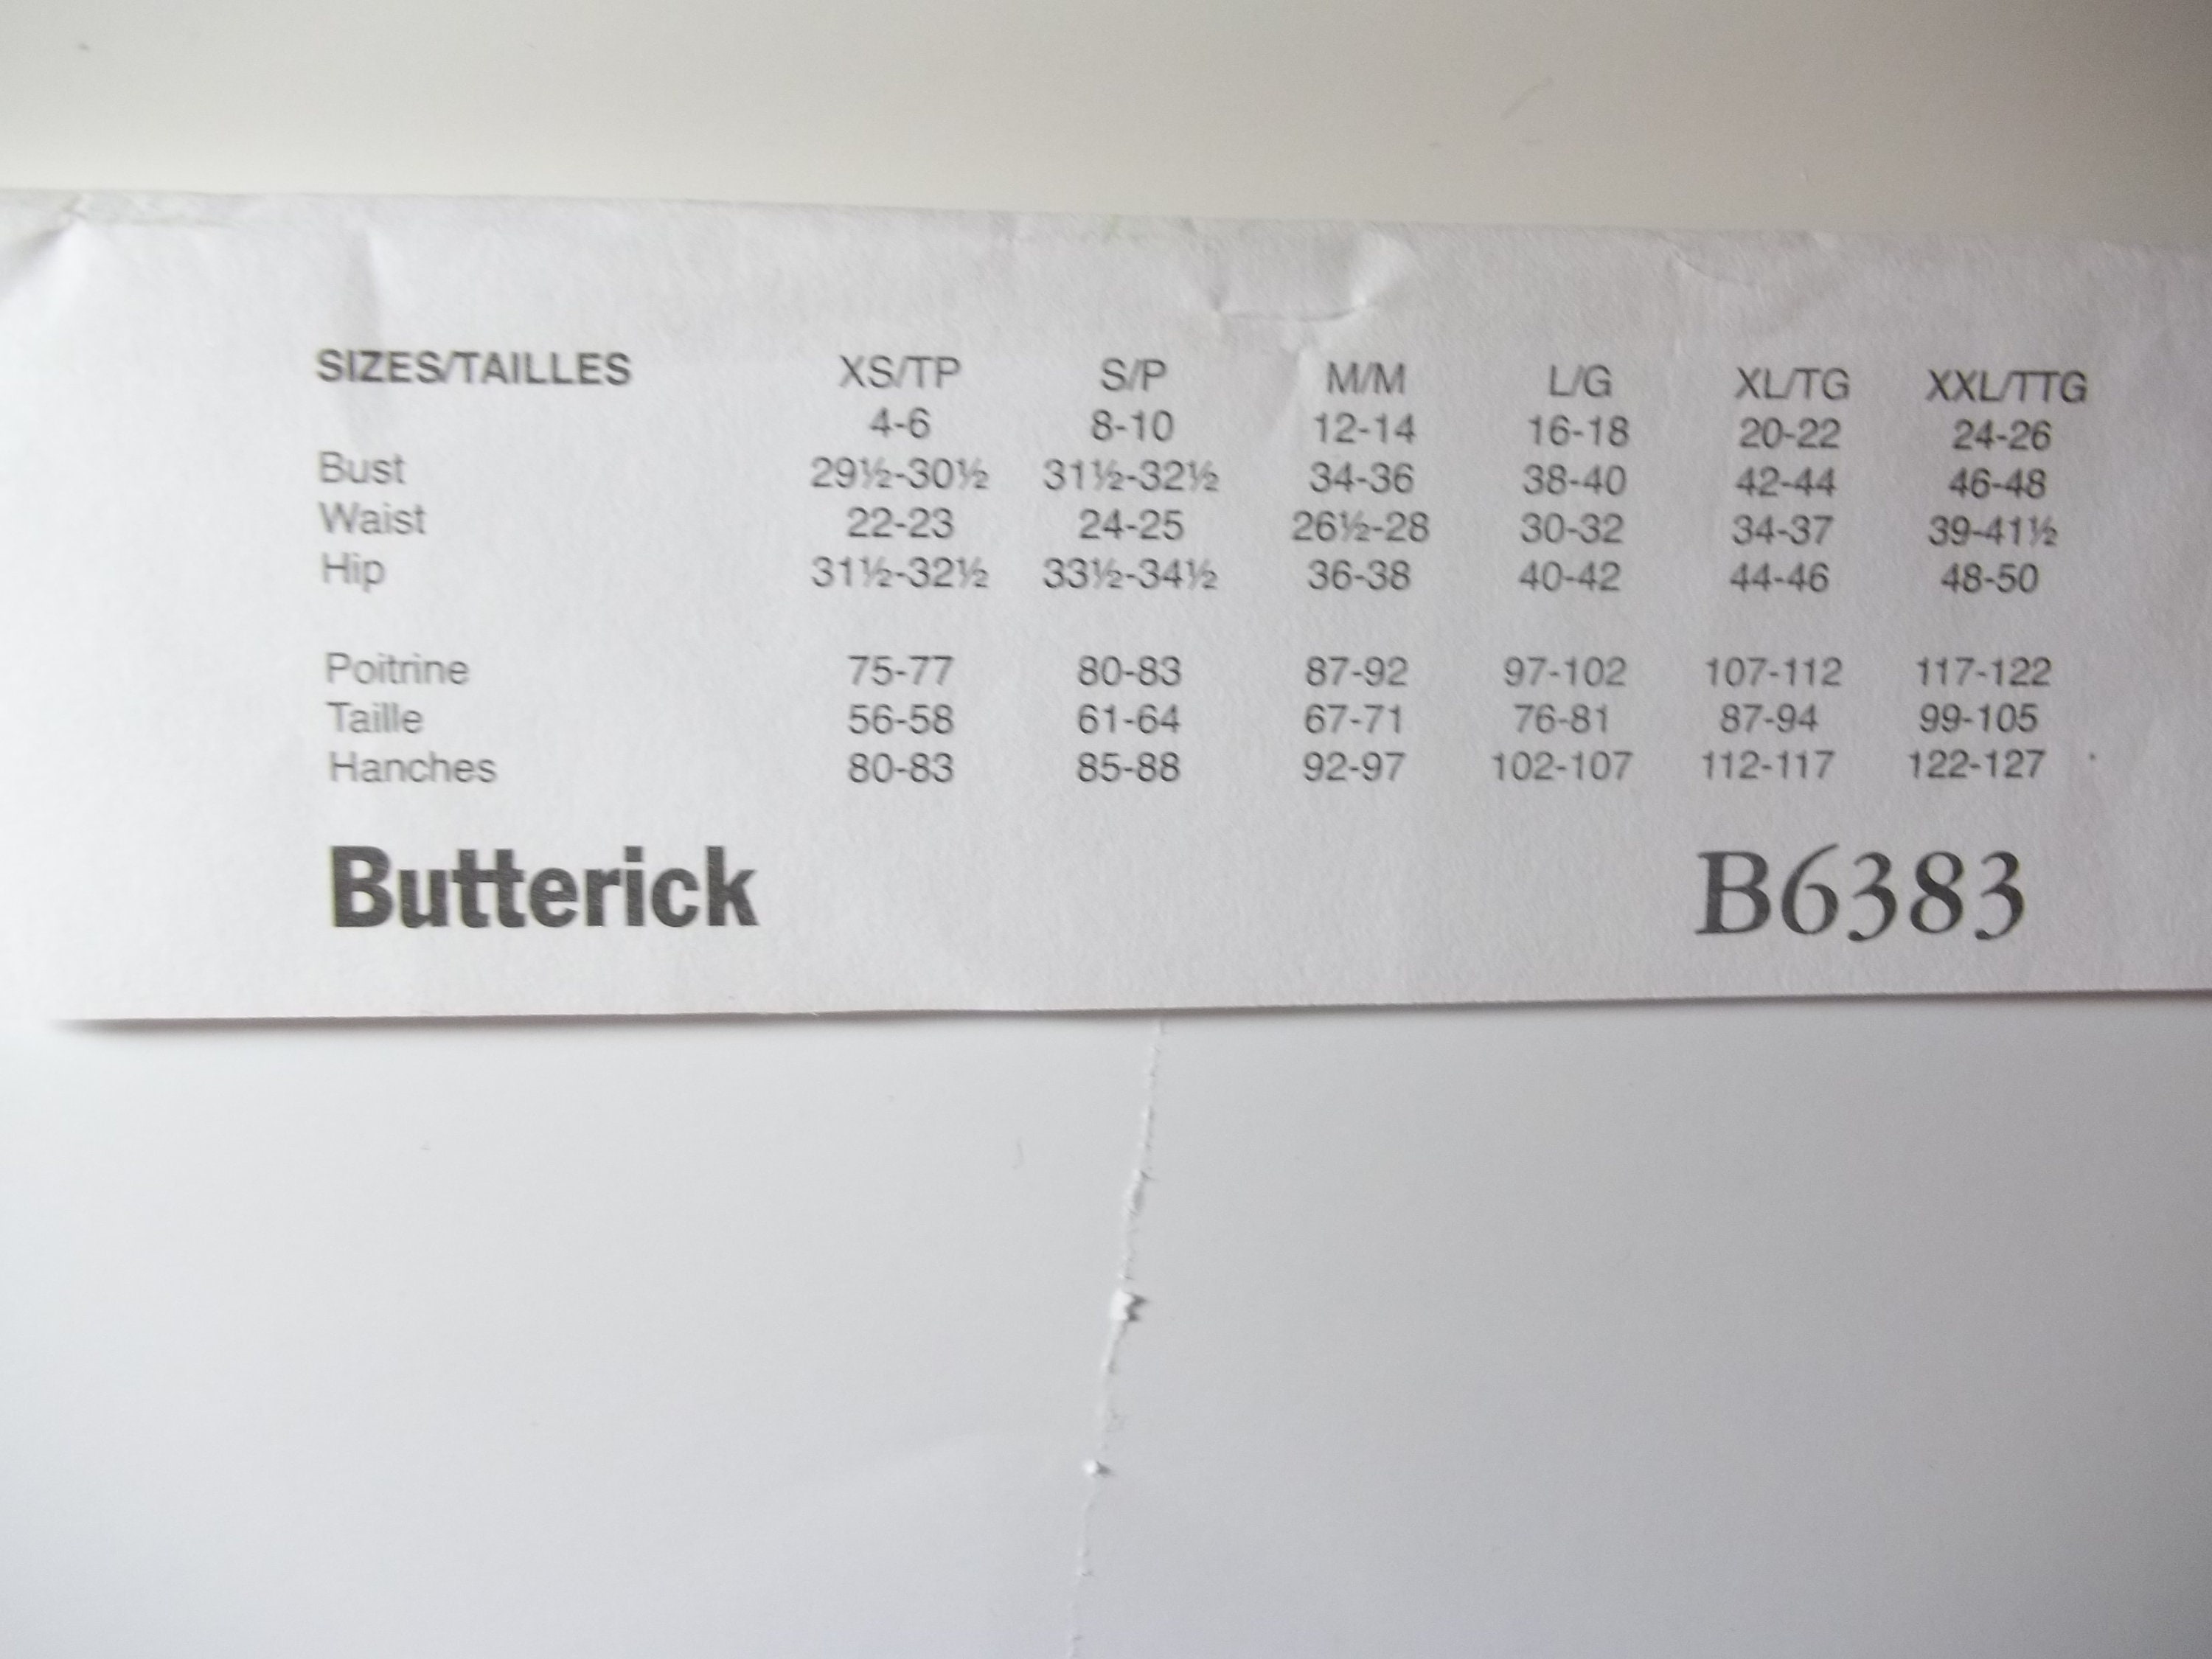 SIZES/TAILLES XS/TP S/P M/M L/G XL/TG XXL/TTG
4-6 8-10 12-14 16-18 20-22 24-26
Bust 29½-30½ 31½-32½ 34-36 38-40 42-44 46-48
Waist 22-23 24-25 26½-28 30-32 34-37 39-41½
Hip 31½-32½ 33½-34½ 36-38 40-42 44-46 48-50
Poitrine 75-77 80-83 87-92 97-102 107-112 117-122
Taille 56-58 61-64 67-71 76-81 87-94 99-105
Hanches 80-83 85-88 92-97 102-107 112-117 122-127
Butterick B6383